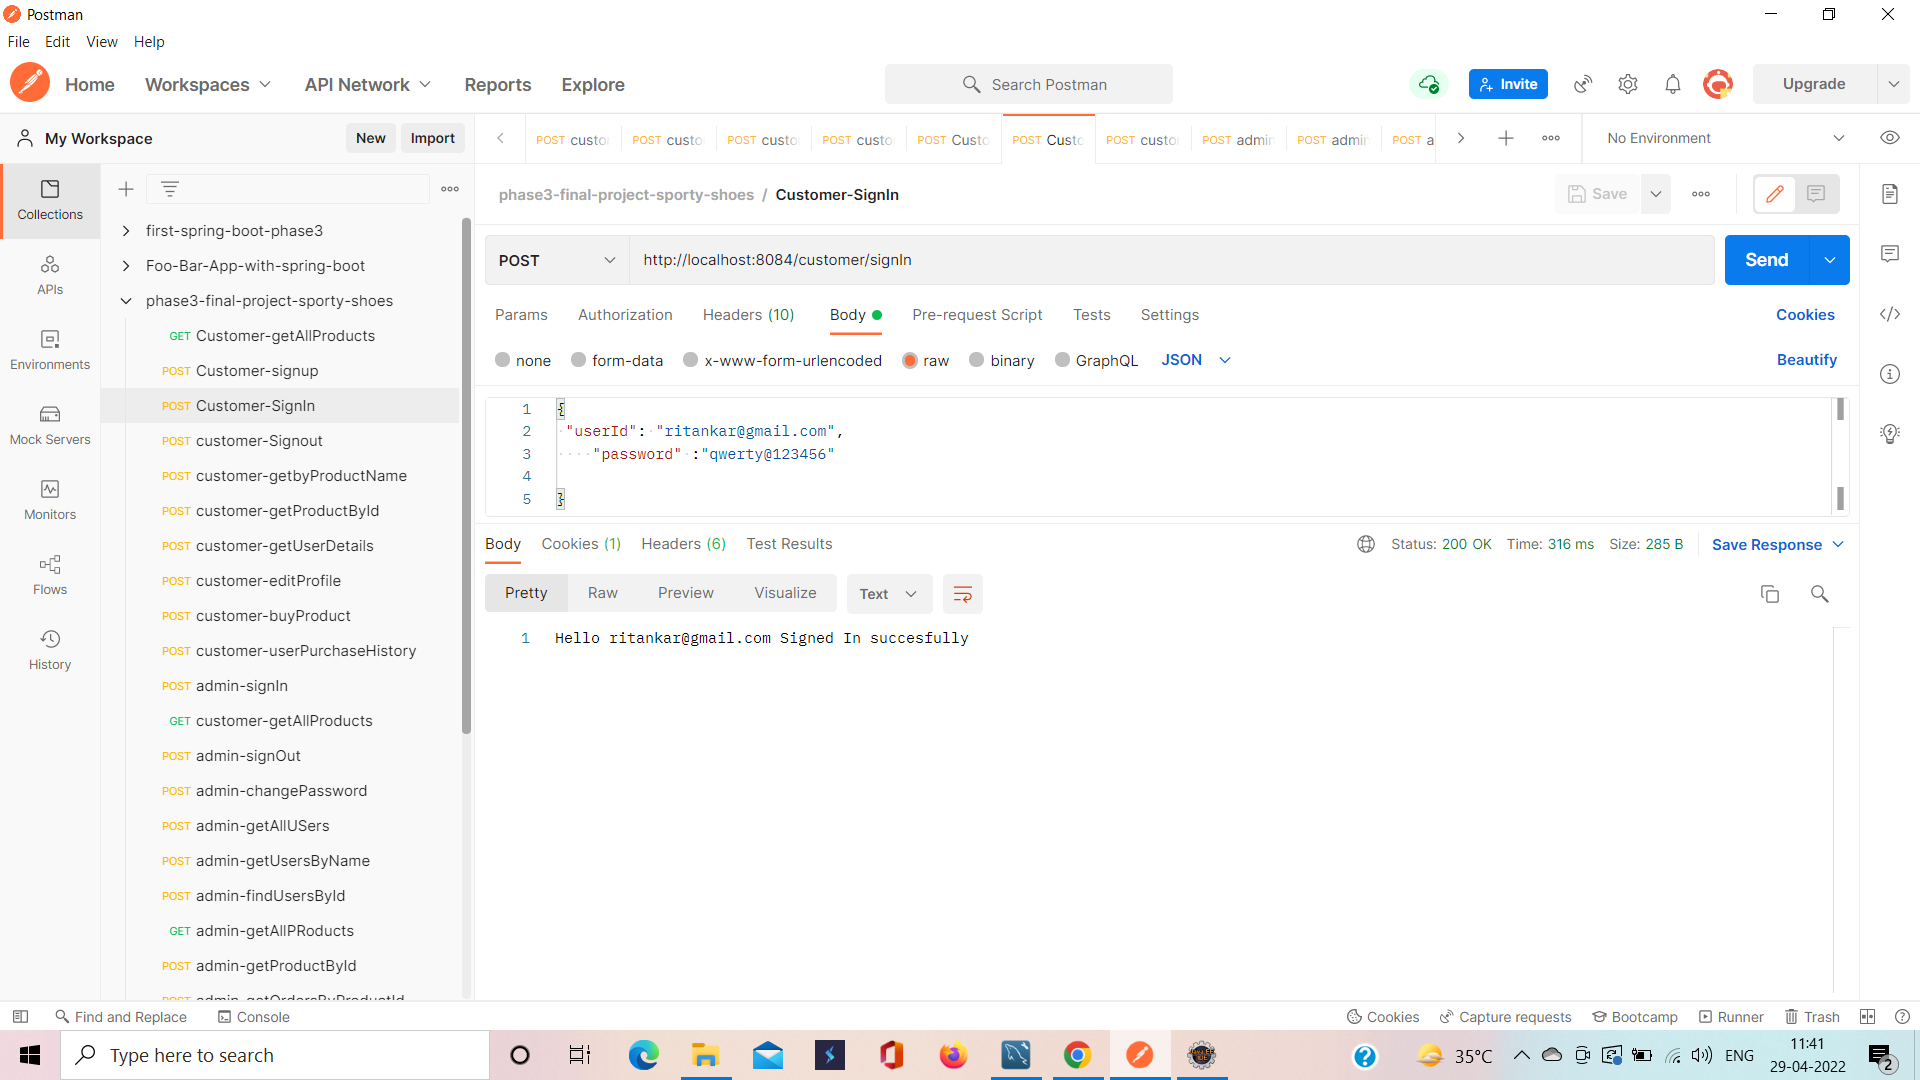 Postman
File Edit View Help
Home Workspaces API Network Reports Explore
Search Postman
Invite
Upgrade
My Workspace
New Import
POST custo POST custo POST custo POST custo POST Custo POST Custo POST custo POST admin POST admin POST a
No Environment
Collections
APIs
Environments
Mock Servers
Monitors
Flows
History
first-spring-boot-phase3
Foo-Bar-App-with-spring-boot
phase3-final-project-sporty-shoes
GET Customer-getAllProducts
POST Customer-signup
POST Customer-SignIn
POST customer-Signout
POST customer-getbyProductName
POST customer-getProductById
POST customer-getUserDetails
POST customer-editProfile
POST customer-buyProduct
POST customer-userPurchaseHistory
POST admin-signIn
GET customer-getAllProducts
POST admin-signOut
POST admin-changePassword
POST admin-getAllUSers
POST admin-getUsersByName
POST admin-findUsersById
GET admin-getAllPRoducts
POST admin-getProductById
POST admin-getOrdersByProductId
phase3-final-project-sporty-shoes / Customer-SignIn
Save
POST http://localhost:8084/customer/signIn
Send
Params Authorization Headers (10) Body Pre-request Script Tests Settings
Cookies
none form-data x-www-form-urlencoded raw binary GraphQL JSON
Beautify
1 {
2 "userId": "ritankar@gmail.com",
3 "password" :"qwerty@123456"
4
5 }
Body Cookies (1) Headers (6) Test Results
Status: 200 OK Time: 316 ms Size: 285 B Save Response
Pretty Raw Preview Visualize Text
1 Hello ritankar@gmail.com Signed In succesfully
Find and Replace Console
Cookies Capture requests Bootcamp Runner Trash
Type here to search
35°C
ENG
11:41
29-04-2022
2